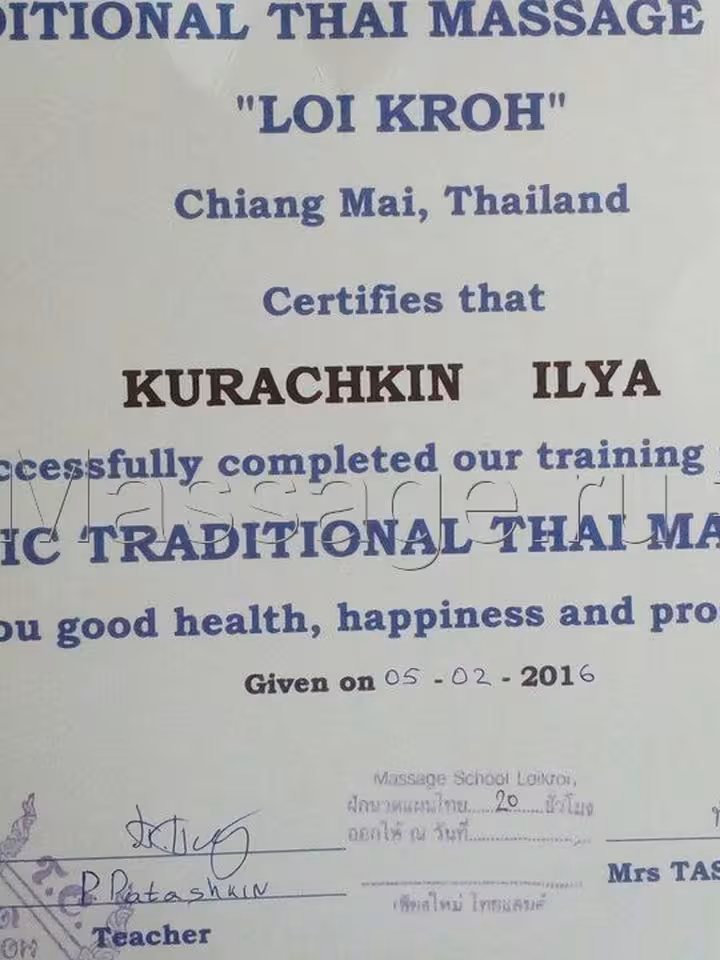 DITIONAL THAI MASSAGE
"LOI KROH"
Chiang Mai, Thailand
Certifies that
KURACHKIN ILYA
ccessfully completed our training
Massage.ru
IC TRADITIONAL THAI MA
ou good health, happiness and pro
Given on 05 - 02 - 2016
Massage School Loikroi,
ฝึกนวดแผนไทย......20......ชั่วโมง
ออกให้ ณ วันที่..............................
เชียงใหม่ ไทยแลนด์
P. Patashkin
Mrs TAS
Teacher